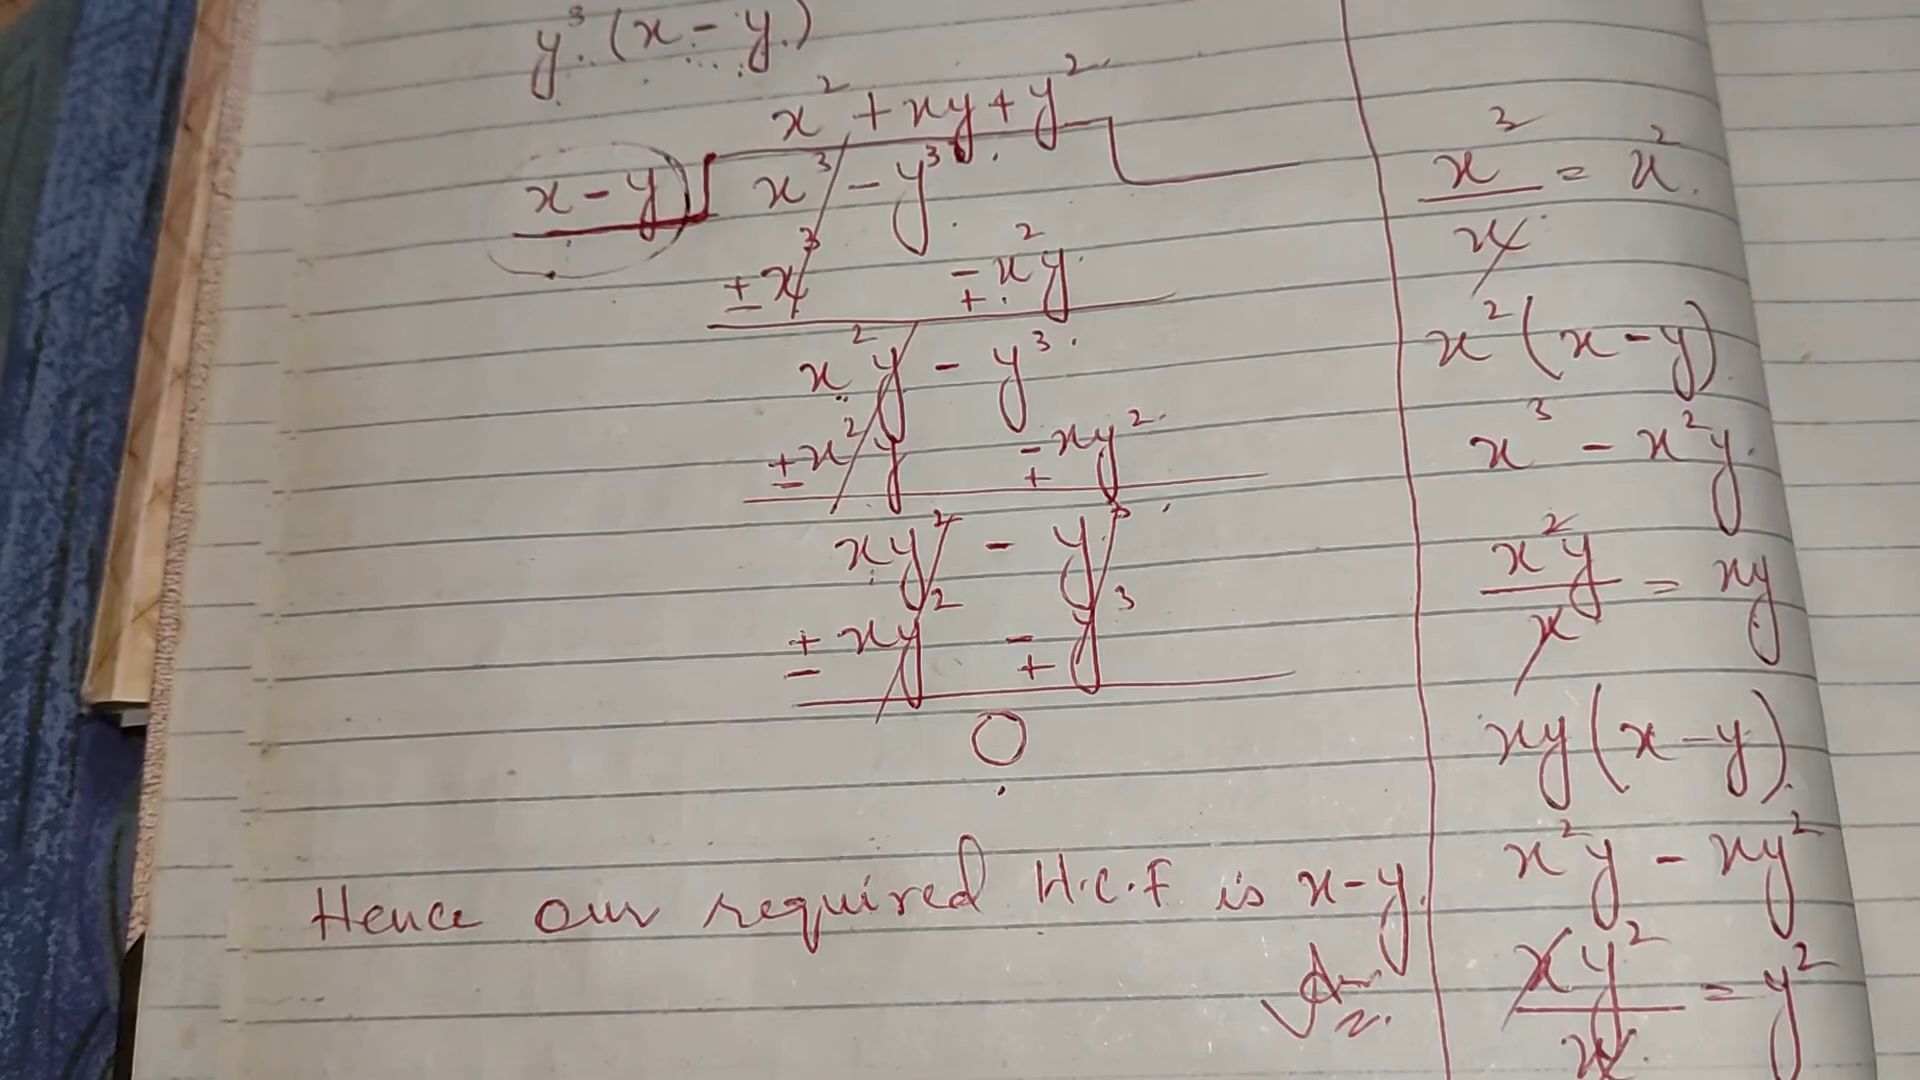 y³ (x - y)
x² + xy + y²
x - y) x³ - y³
± x³ -+ x²y
x²y - y³
± x²y -+ xy²
xy² - y³
± xy² -+ y³
0
Hence our required H.C.F is x-y.
Ans.
x³/x = x².
x²(x-y)
x³ - x²y.
x²y/x = xy
xy(x-y)
x²y - xy²
xy²/x = y²